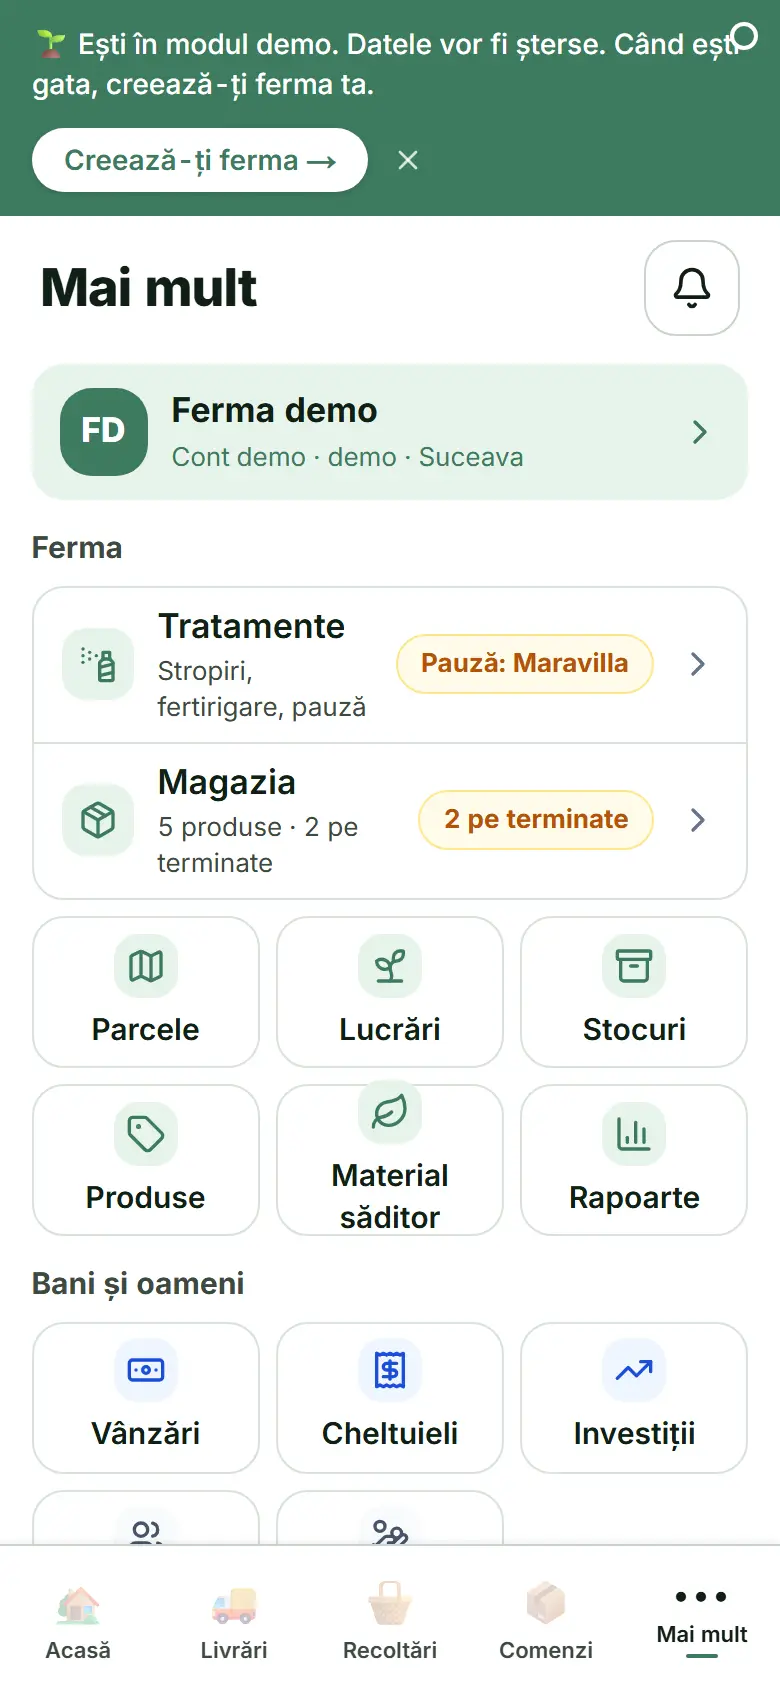 🌱 Ești în modul demo. Datele vor fi șterse. Când ești
gata, creează-ți ferma ta.
Creează-ți ferma →
Mai mult
FD
Ferma demo
Cont demo · demo · Suceava
Ferma
Tratamente
Stropiri,
fertirigare, pauză
Pauză: Maravilla
Magazia
5 produse · 2 pe
terminate
2 pe terminate
Parcele
Lucrări
Stocuri
Produse
Material
săditor
Rapoarte
Bani și oameni
Vânzări
Cheltuieli
Investiții
Acasă
Livrări
Recoltări
Comenzi
Mai mult